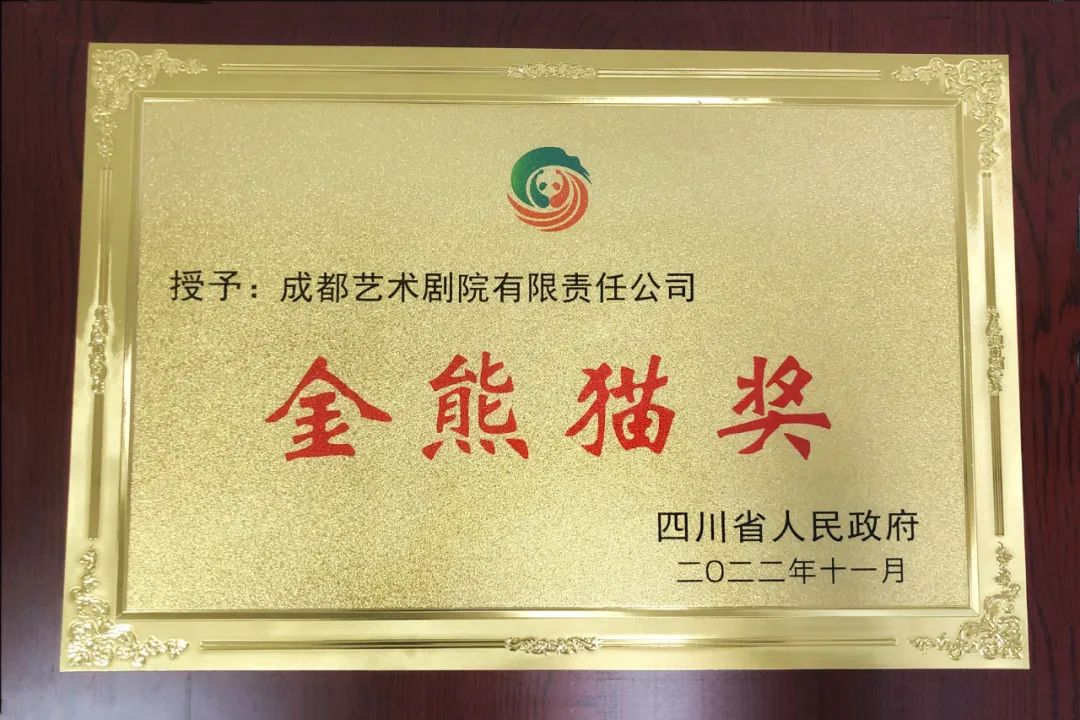 授予：成都艺术剧院有限责任公司
金熊猫奖
四川省人民政府
二〇二二年十一月